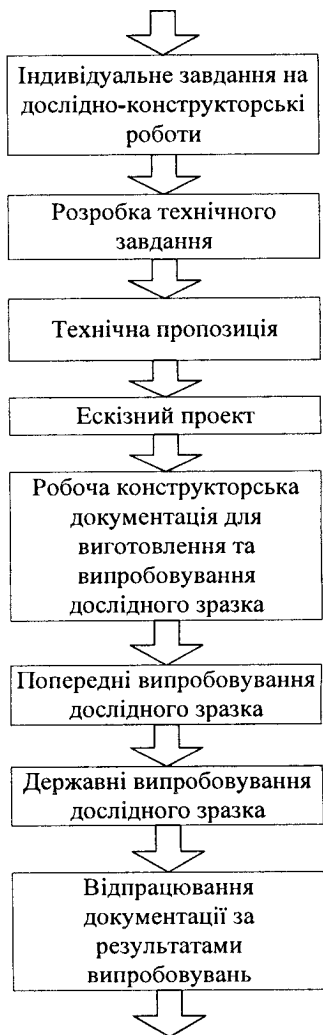 Індивідуальне завдання на
дослідно-конструкторські
роботи
Розробка технічного
завдання
Технічна пропозиція
Ескізний проект
Робоча конструкторська
документація для
виготовлення та
випробовування
дослідного зразка
Попередні випробовування
дослідного зразка
Державні випробовування
дослідного зразка
Відпрацювання
документації за
результатами
випробовувань